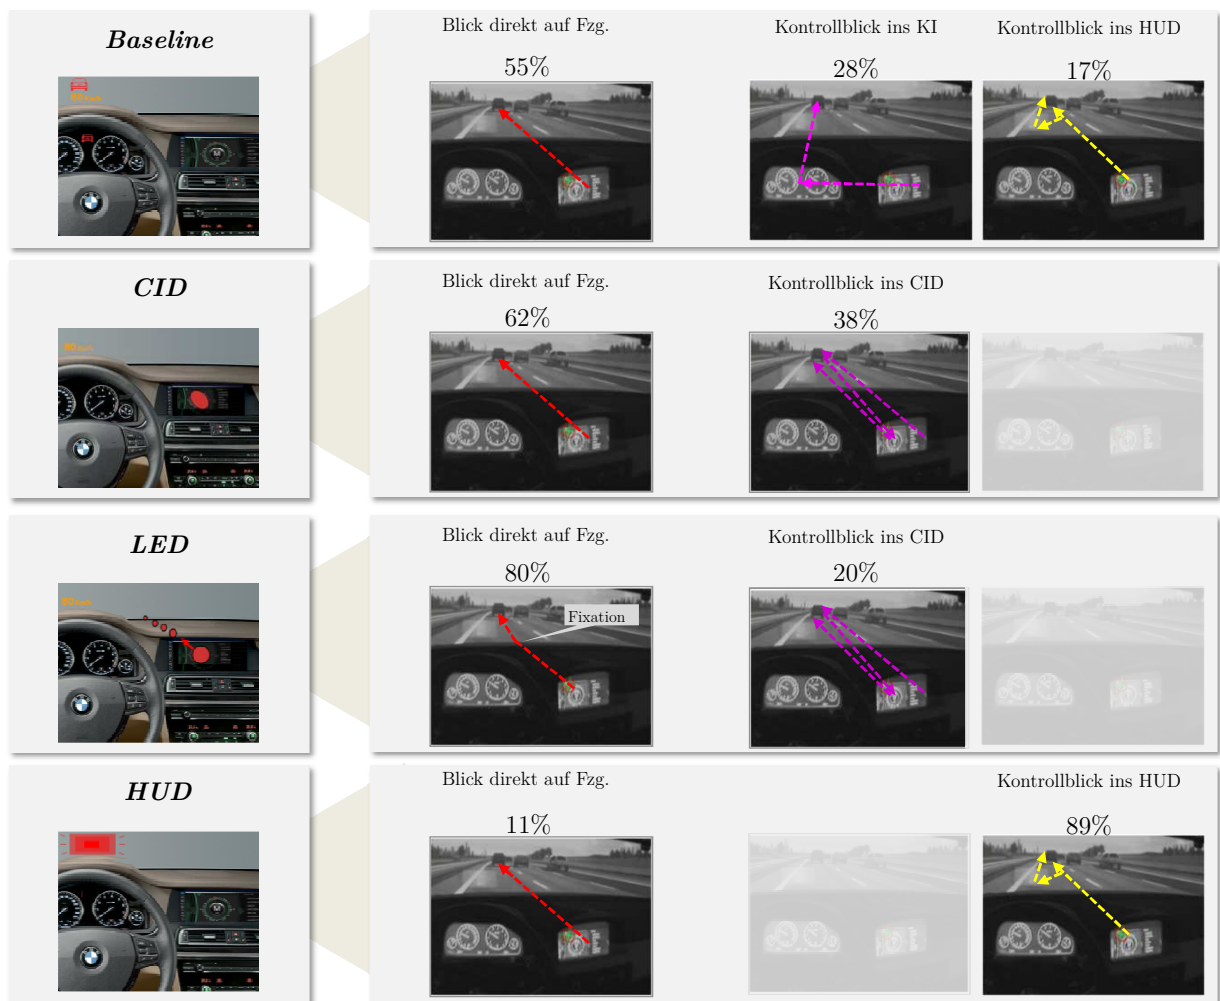 Baseline
Blick direkt auf Fzg.
55%
Kontrollblick ins KI
28%
Kontrollblick ins HUD
17%
CID
Blick direkt auf Fzg.
62%
Kontrollblick ins CID
38%
LED
Blick direkt auf Fzg.
80%
Fixation
Kontrollblick ins CID
20%
HUD
Blick direkt auf Fzg.
11%
Kontrollblick ins HUD
89%